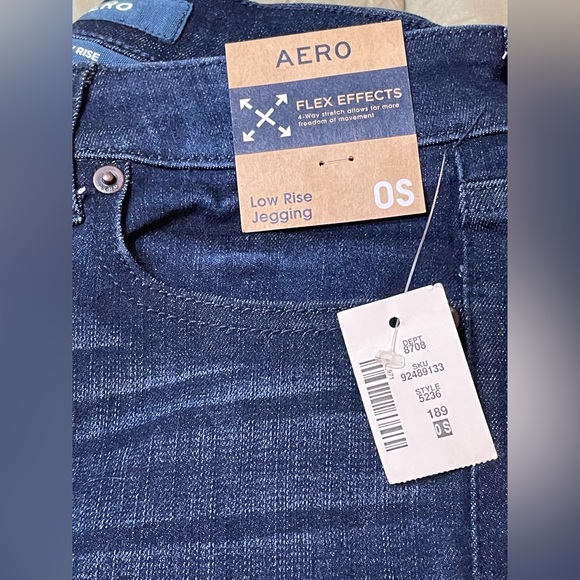 AERO
RISE
AERO
FLEX EFFECTS
4-Way stretch allows for more
freedom of movement
Low Rise
Jegging
0S
DEPT
8708
SKU
92489133
STYLE
5236
189
0S